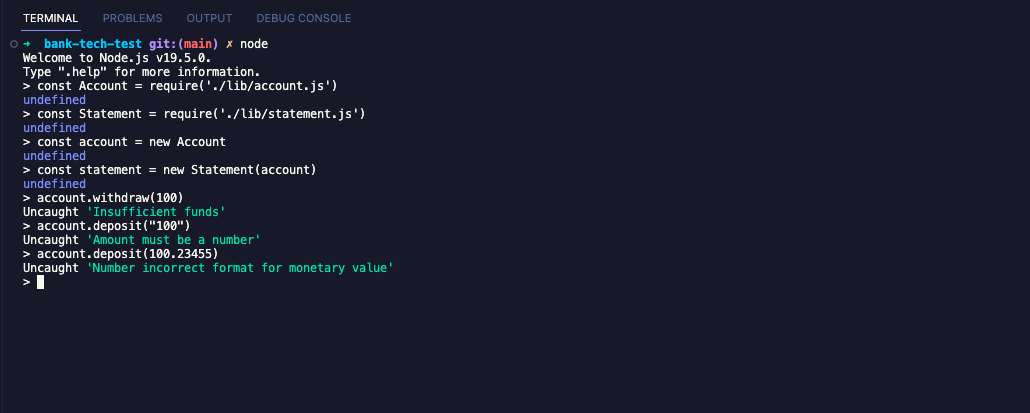 TERMINAL PROBLEMS OUTPUT DEBUG CONSOLE
➜ bank-tech-test git:(main) ✗ node
Welcome to Node.js v19.5.0.
Type ".help" for more information.
> const Account = require('./lib/account.js')
undefined
> const Statement = require('./lib/statement.js')
undefined
> const account = new Account
undefined
> const statement = new Statement(account)
undefined
> account.withdraw(100)
Uncaught 'Insufficient funds'
> account.deposit("100")
Uncaught 'Amount must be a number'
> account.deposit(100.23455)
Uncaught 'Number incorrect format for monetary value'
>